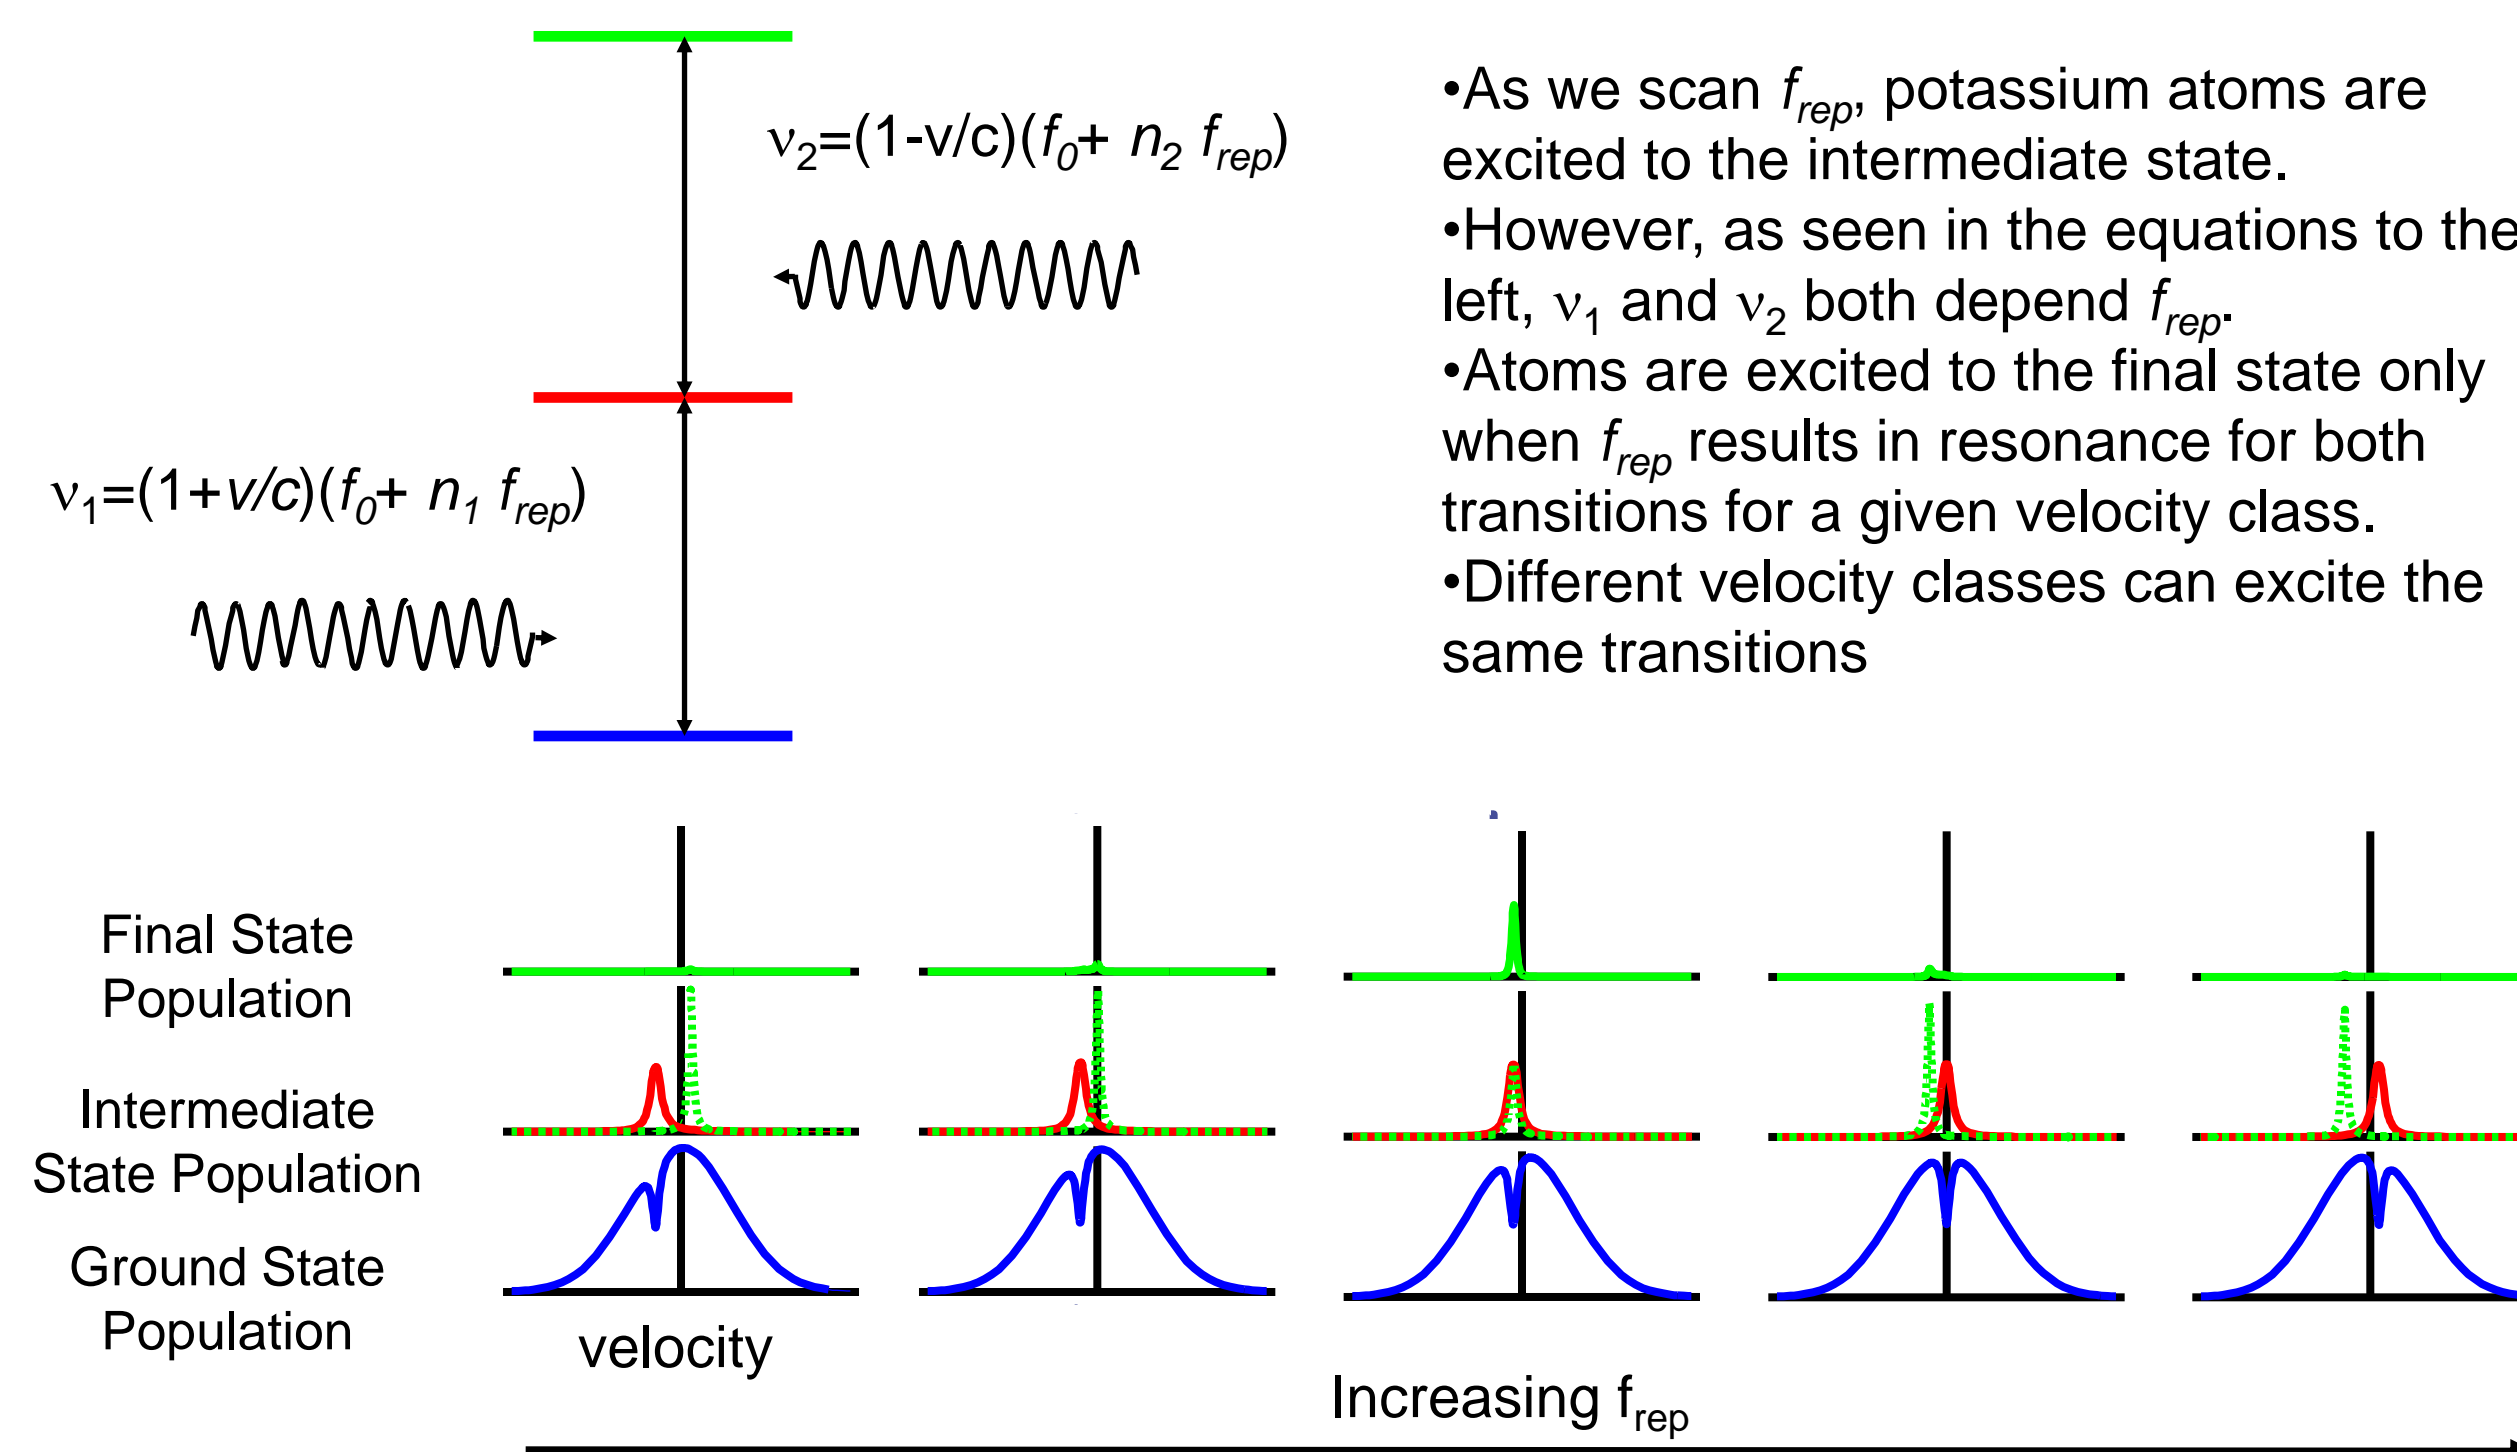 ν2=(1-v/c)(f0+ n2 frep)
ν1=(1+v/c)(f0+ n1 frep)
•As we scan frep, potassium atoms are
excited to the intermediate state.
•However, as seen in the equations to the
left, ν1 and ν2 both depend frep.
•Atoms are excited to the final state only
when frep results in resonance for both
transitions for a given velocity class.
•Different velocity classes can excite the
same transitions
Final State
Population
Intermediate
State Population
Ground State
Population
velocity
Increasing frep